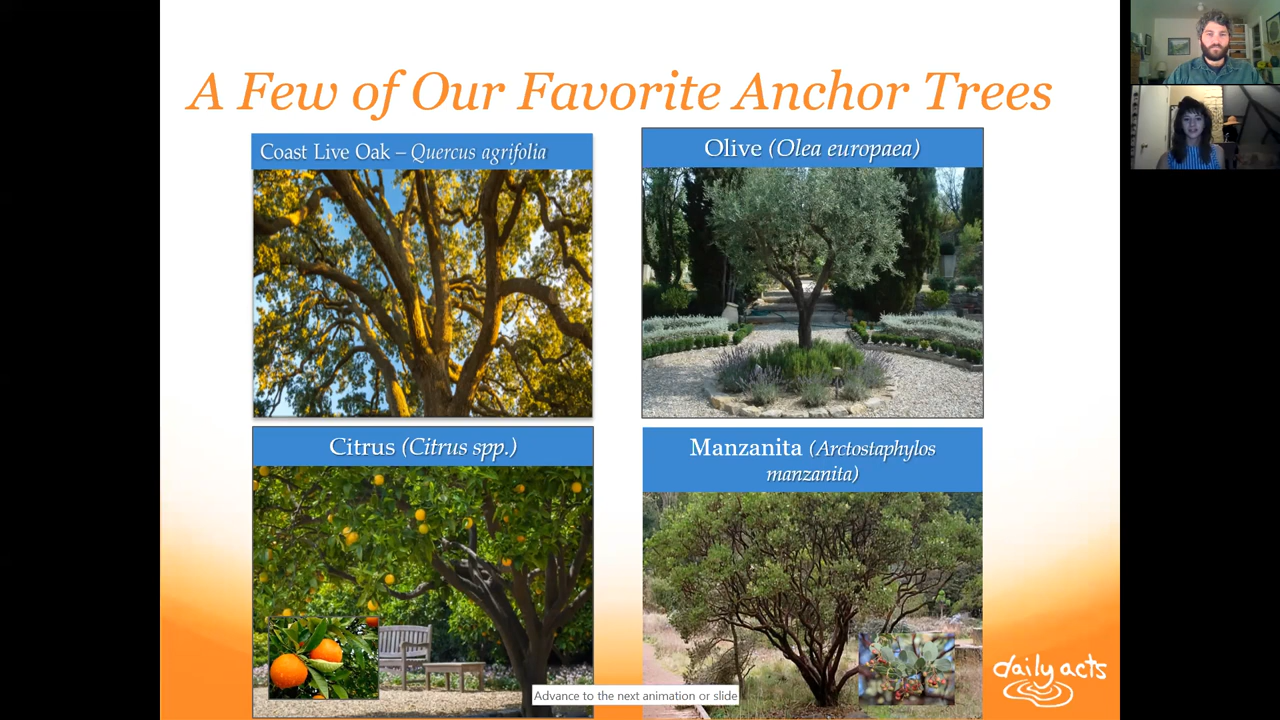 A Few of Our Favorite Anchor Trees
Coast Live Oak – Quercus agrifolia
Olive (Olea europaea)
Citrus (Citrus spp.)
Manzanita (Arctostaphylos
manzanita)
daily acts
Advance to the next animation or slide